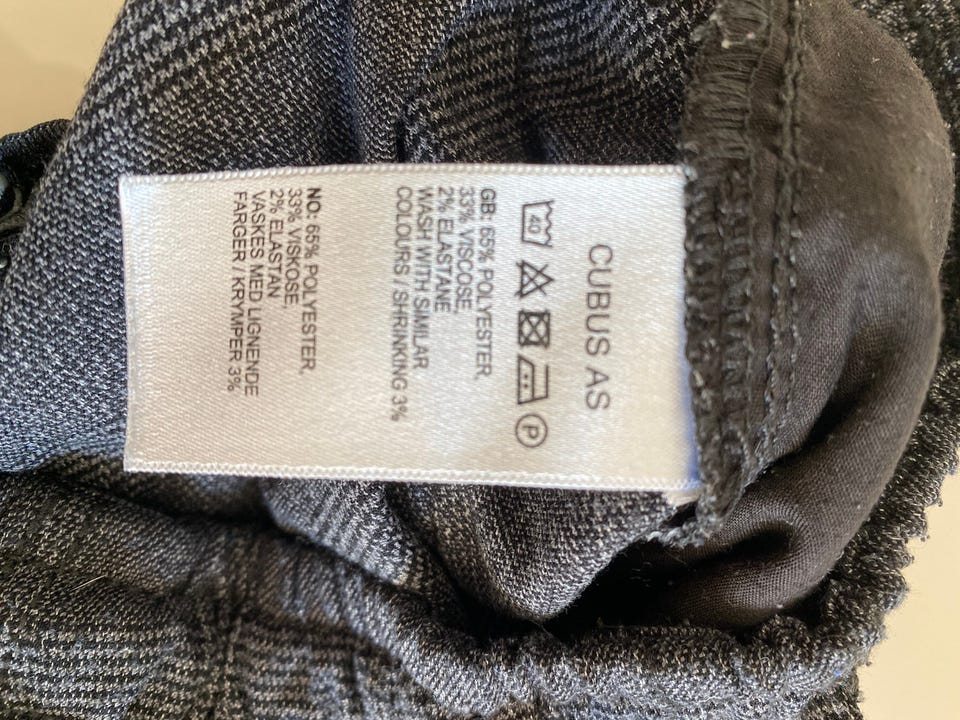 CUBUS AS
40 P
GB: 65% POLYESTER,
33% VISCOSE,
2% ELASTANE
WASH WITH SIMILAR
COLOURS / SHRINKING 3%
NO: 65% POLYESTER,
33% VISKOSE,
2% ELASTAN
VASKES MED LIGNENDE
FARGER / KRYMPER 3%